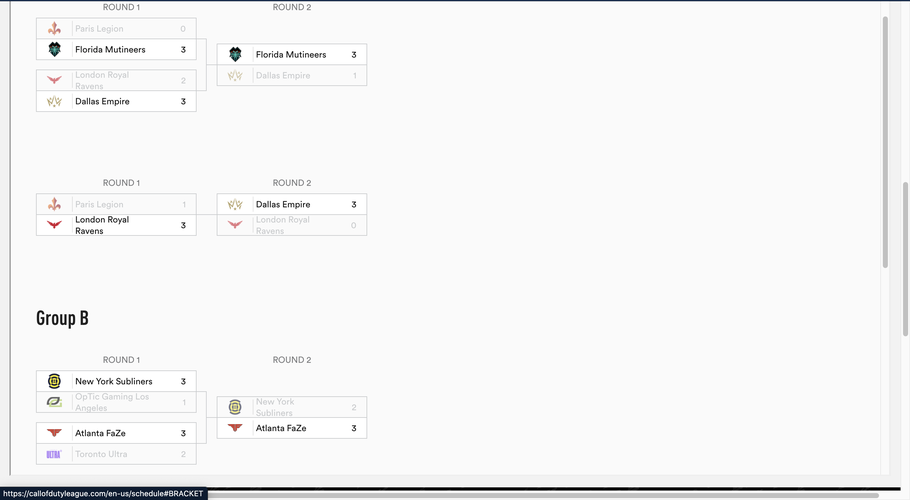 ROUND 1
ROUND 2
Paris Legion 0
Florida Mutineers 3
Florida Mutineers 3
Dallas Empire 1
London Royal
Ravens 2
Dallas Empire 3
ROUND 1
ROUND 2
Paris Legion 1
London Royal
Ravens 3
Dallas Empire 3
London Royal
Ravens 0
Group B
ROUND 1
ROUND 2
New York Subliners 3
OpTic Gaming Los
Angeles 1
New York
Subliners 2
Atlanta FaZe 3
Atlanta FaZe 3
ULTRA Toronto Ultra 2
https://callofdutyleague.com/en-us/schedule#BRACKET